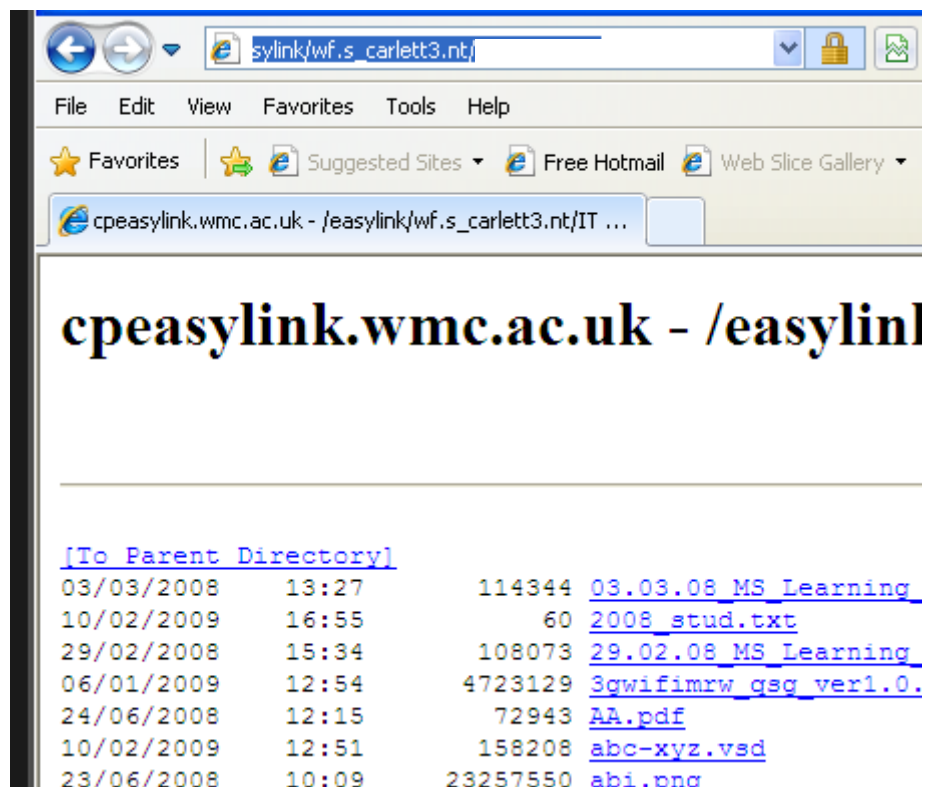 sylink/wf.s_carlett3.nt/
File Edit View Favorites Tools Help
Favorites Suggested Sites Free Hotmail Web Slice Gallery
cpeasylink.wmc.ac.uk - /easylink/wf.s_carlett3.nt/IT ...
cpeasylink.wmc.ac.uk - /easylin
[To Parent Directory]
03/03/2008 13:27 114344 03.03.08_MS_Learning_
10/02/2009 16:55 60 2008_stud.txt
29/02/2008 15:34 108073 29.02.08_MS_Learning_
06/01/2009 12:54 4723129 3gwifimrw_qsg_ver1.0.
24/06/2008 12:15 72943 AA.pdf
10/02/2009 12:51 158208 abc-xyz.vsd
23/06/2008 10:09 23257550 abi.png